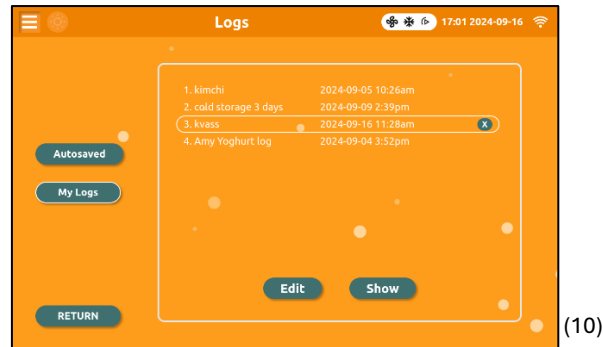 Logs
17:01 2024-09-16
1. kimchi 2024-09-05 10:26am
2. cold storage 3 days 2024-09-09 2:39pm
3. kvass 2024-09-16 11:28am X
4. Amy Yoghurt log 2024-09-04 3:52pm
Autosaved
My Logs
Edit Show
RETURN
(10)